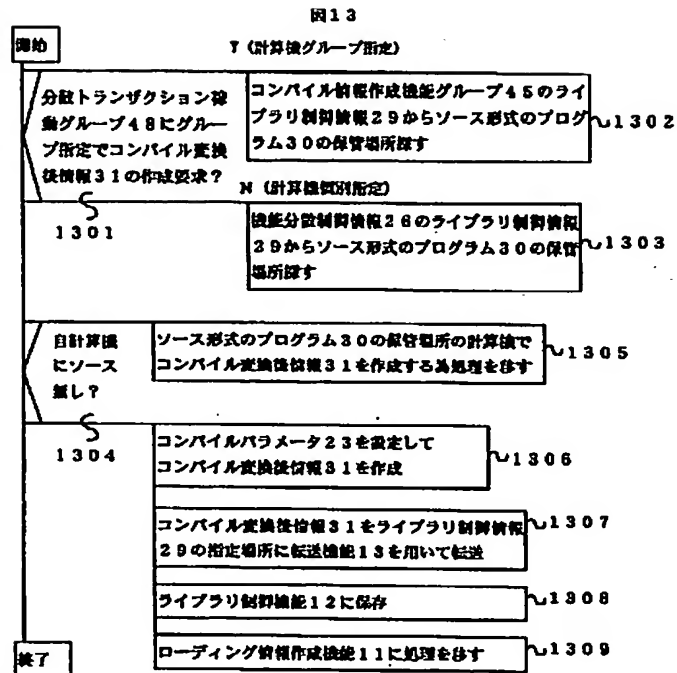 図13
開始
Y (計算機グループ指定)
分散トランザクション稼
動グループ48にグルー
プ指定でコンパイル変換
後情報31の作成要求?
コンパイル情報作成機能グループ45のライ
ブラリ制御情報29からソース形式のプログ
ラム30の保管場所探す
1302
N (計算機個別指定)
1301
機能分散制御情報26のライブラリ制御情報
29からソース形式のプログラム30の保管
場所探す
1303
自計算機
にソース
無し?
ソース形式のプログラム30の保管場所の計算機で
コンパイル変換後情報31を作成する為処理を移す
1305
1304
コンパイルパラメータ23を設定して
コンパイル変換後情報31を作成
1306
コンパイル変換後情報31をライブラリ制御情報
29の指定場所に転送機能13を用いて転送
1307
ライブラリ制御機能12に保存
1308
ローディング情報作成機能11に処理を移す
1309
終了